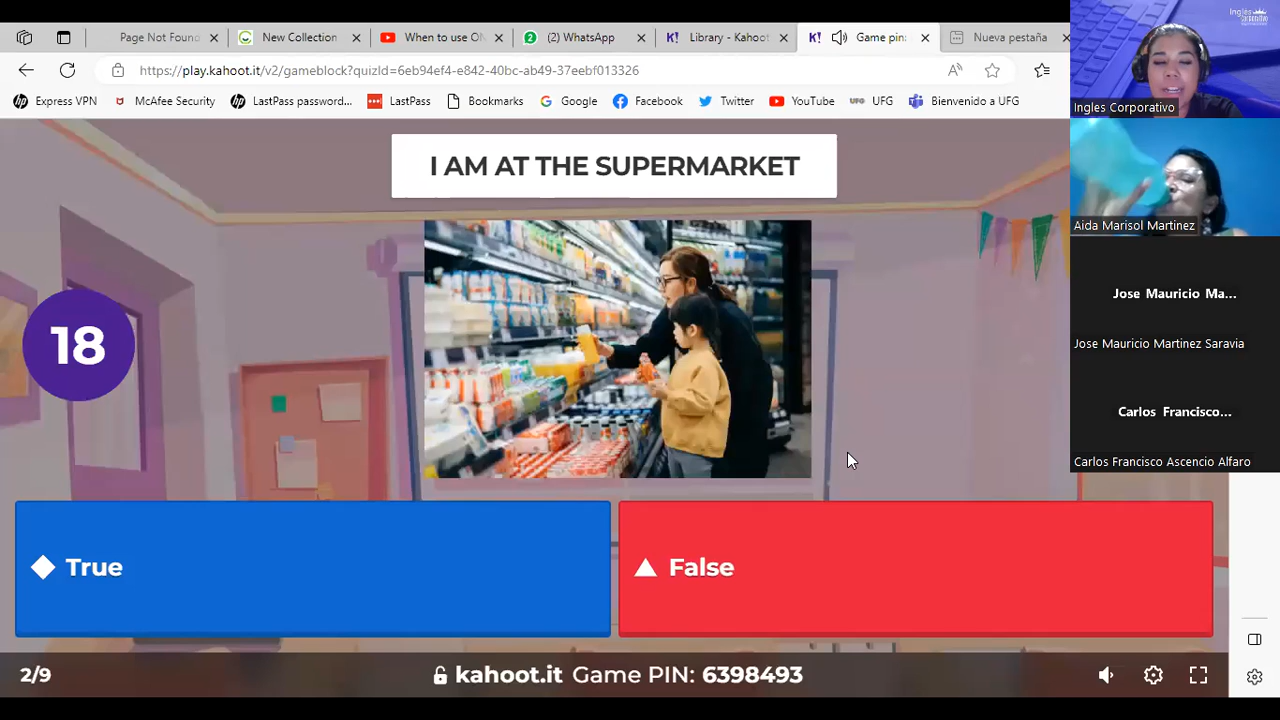 Page Not Founc
New Collection
When to use ON
(2) WhatsApp
Library - Kahoot
Game pin:
Nueva pestaña
https://play.kahoot.it/v2/gameblock?quizId=6eb94ef4-e842-40bc-ab49-37eebf013326
Express VPN
McAfee Security
LastPass password...
LastPass
Bookmarks
Google
Facebook
Twitter
YouTube
UFG
Bienvenido a UFG
I AM AT THE SUPERMARKET
18
True
False
2/9
kahoot.it Game PIN: 6398493
Ingles
corporativo
Ingles Corporativo
Aida Marisol Martinez
Jose Mauricio Ma...
Jose Mauricio Martinez Saravia
Carlos Francisco...
Carlos Francisco Ascencio Alfaro